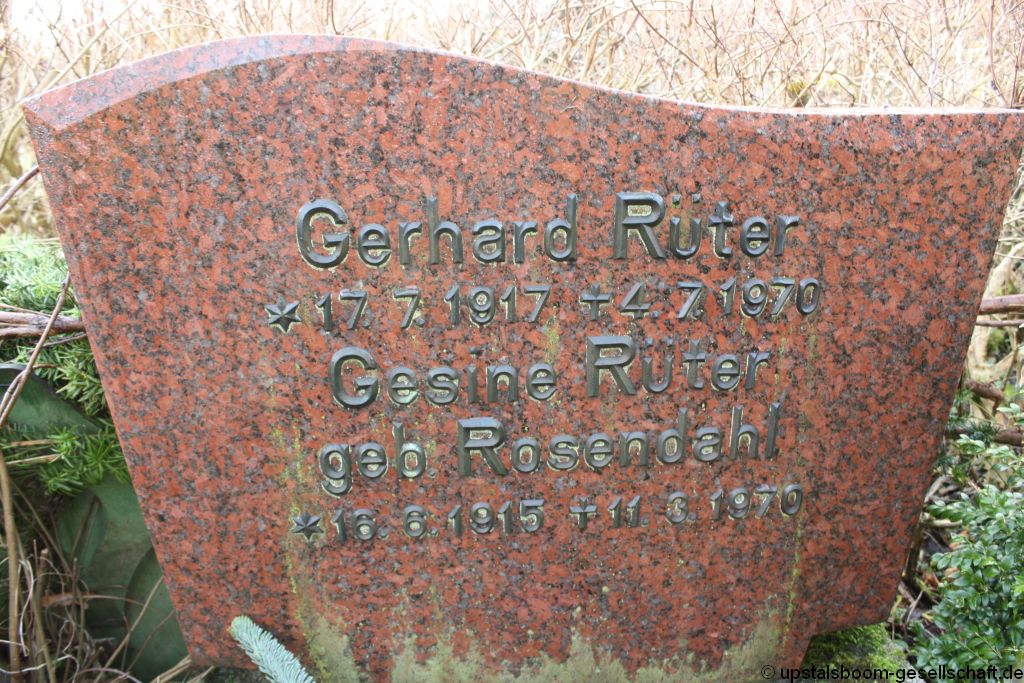 Gerhard Rüter
* 17. 7. 1917 ✝ 4. 7. 1970
Gesine Rüter
geb. Rosendahl
* 16. 6. 1915 ✝ 11. 3. 1970
© upstalsboom-gesellschaft.de